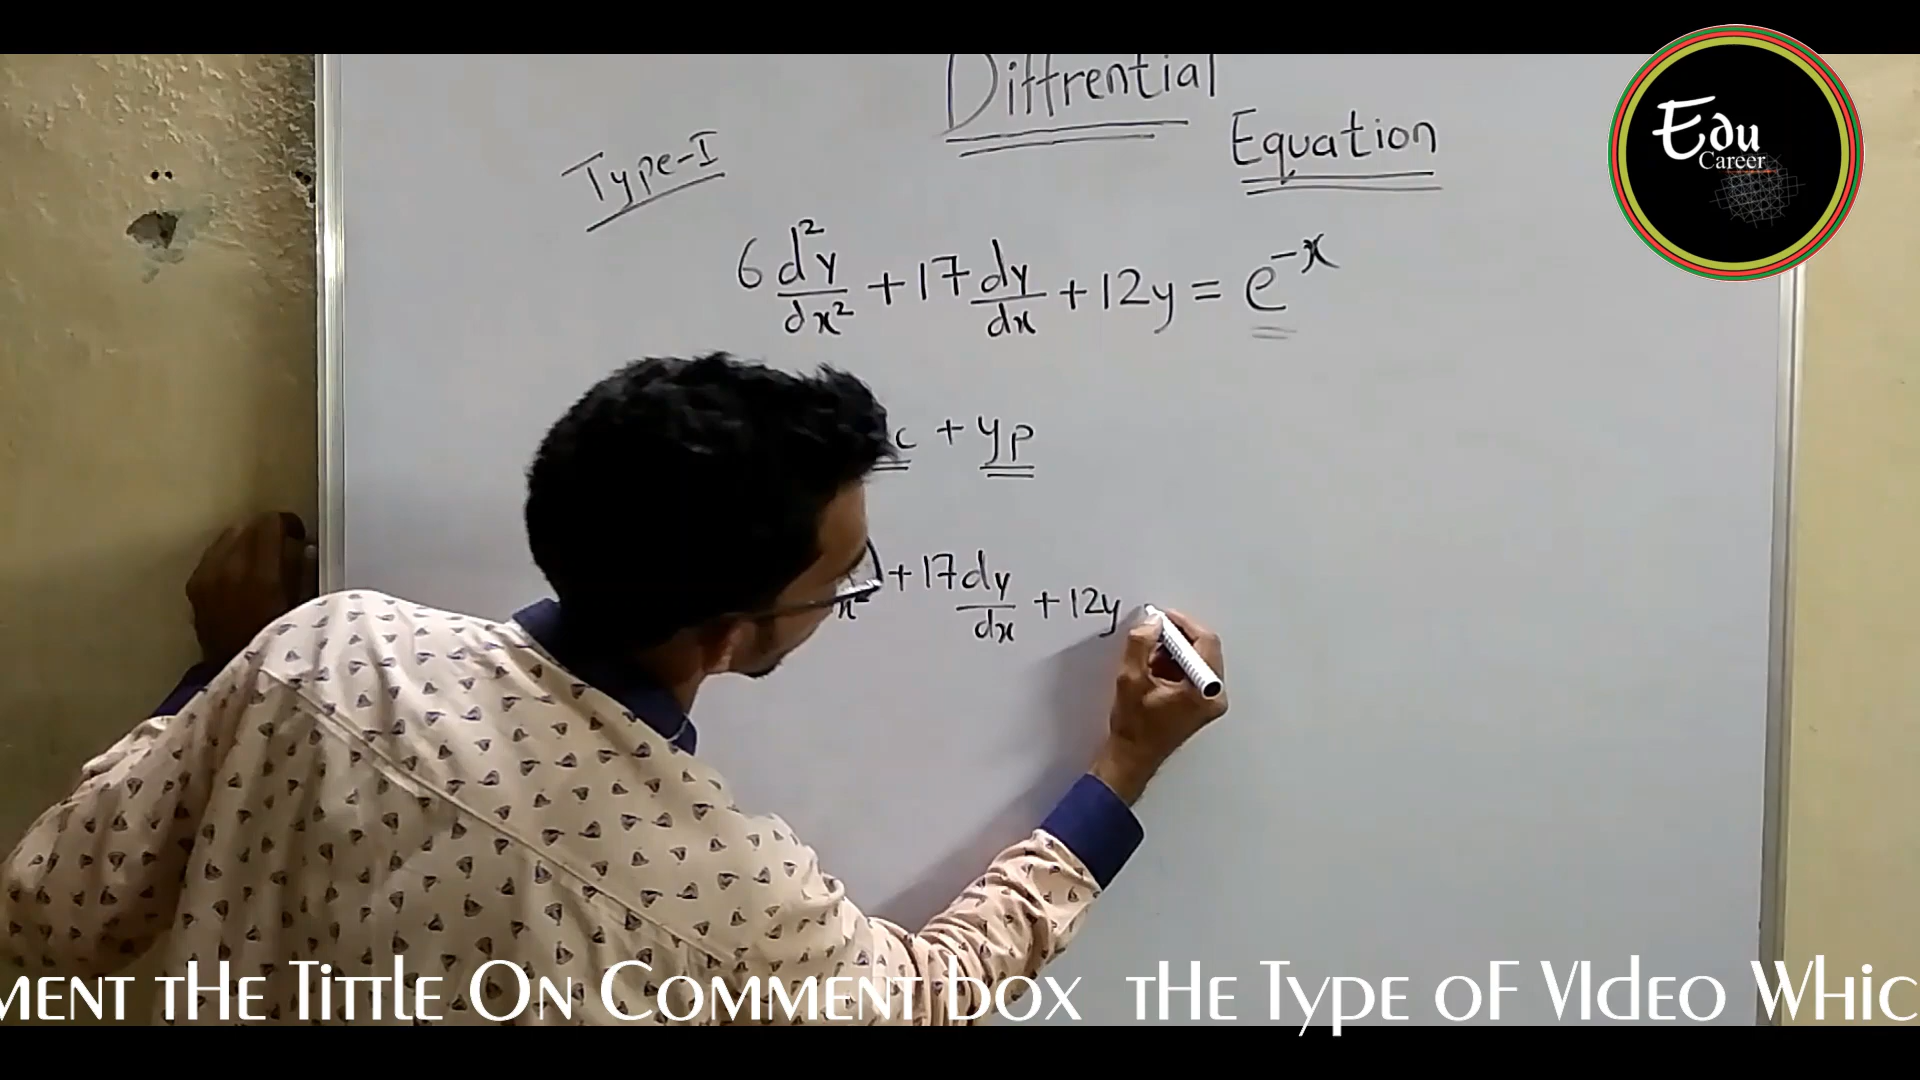 Diffrential
Equation
Type-I
6 d²y/dx² + 17 dy/dx + 12y = e^-x
c + yp
x² + 17 dy/dx + 12y
Edu
Career
MENT THE TITTLE ON COMMENT BOX THE TYPE OF VIDEO WHIC